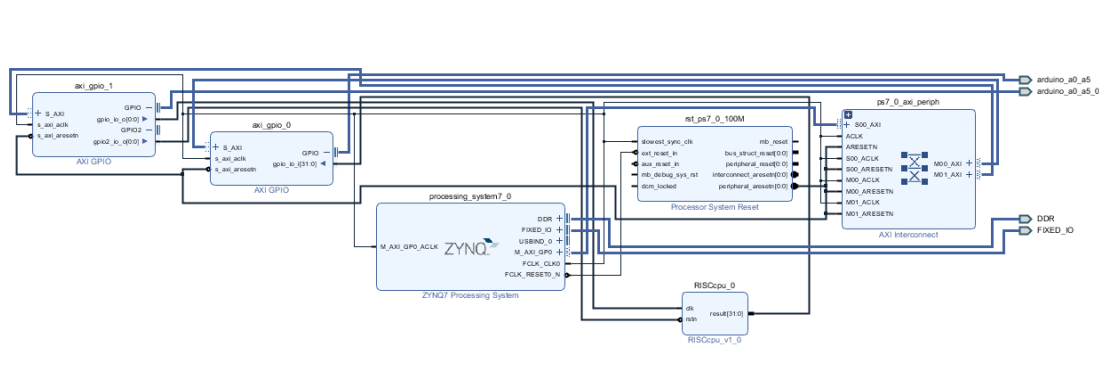 axi_gpio_1
S_AXI
s_axi_aclk
s_axi_aresetn
GPIO
gpio_io_o[0:0]
GPIO2
gpio2_io_o[0:0]
AXI GPIO
axi_gpio_0
S_AXI
s_axi_aclk
s_axi_aresetn
GPIO
gpio_io_i[31:0]
AXI GPIO
processing_system7_0
M_AXI_GP0_ACLK
ZYNQ
DDR
FIXED_IO
USBIND_0
M_AXI_GP0
FCLK_CLK0
FCLK_RESET0_N
ZYNQ7 Processing System
rst_ps7_0_100M
slowest_sync_clk
ext_reset_in
aux_reset_in
mb_debug_sys_rst
dcm_locked
mb_reset
bus_struct_reset[0:0]
peripheral_reset[0:0]
interconnect_aresetn[0:0]
peripheral_aresetn[0:0]
Processor System Reset
RISCcpu_0
clk
rstn
result[31:0]
RISCcpu_v1_0
ps7_0_axi_periph
S00_AXI
ACLK
ARESETN
S00_ACLK
S00_ARESETN
M00_ACLK
M00_ARESETN
M01_ACLK
M01_ARESETN
M00_AXI
M01_AXI
AXI Interconnect
arduino_a0_a5
arduino_a0_a5_0
DDR
FIXED_IO